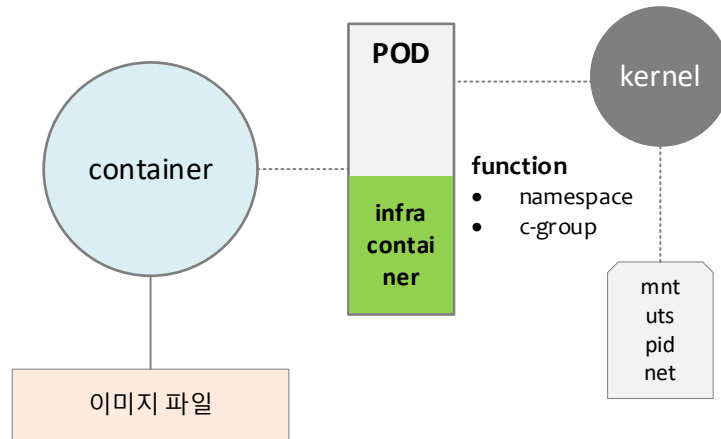 POD
kernel
container
function
• namespace
• c-group
infra
contai
ner
mnt
uts
pid
net
이미지 파일